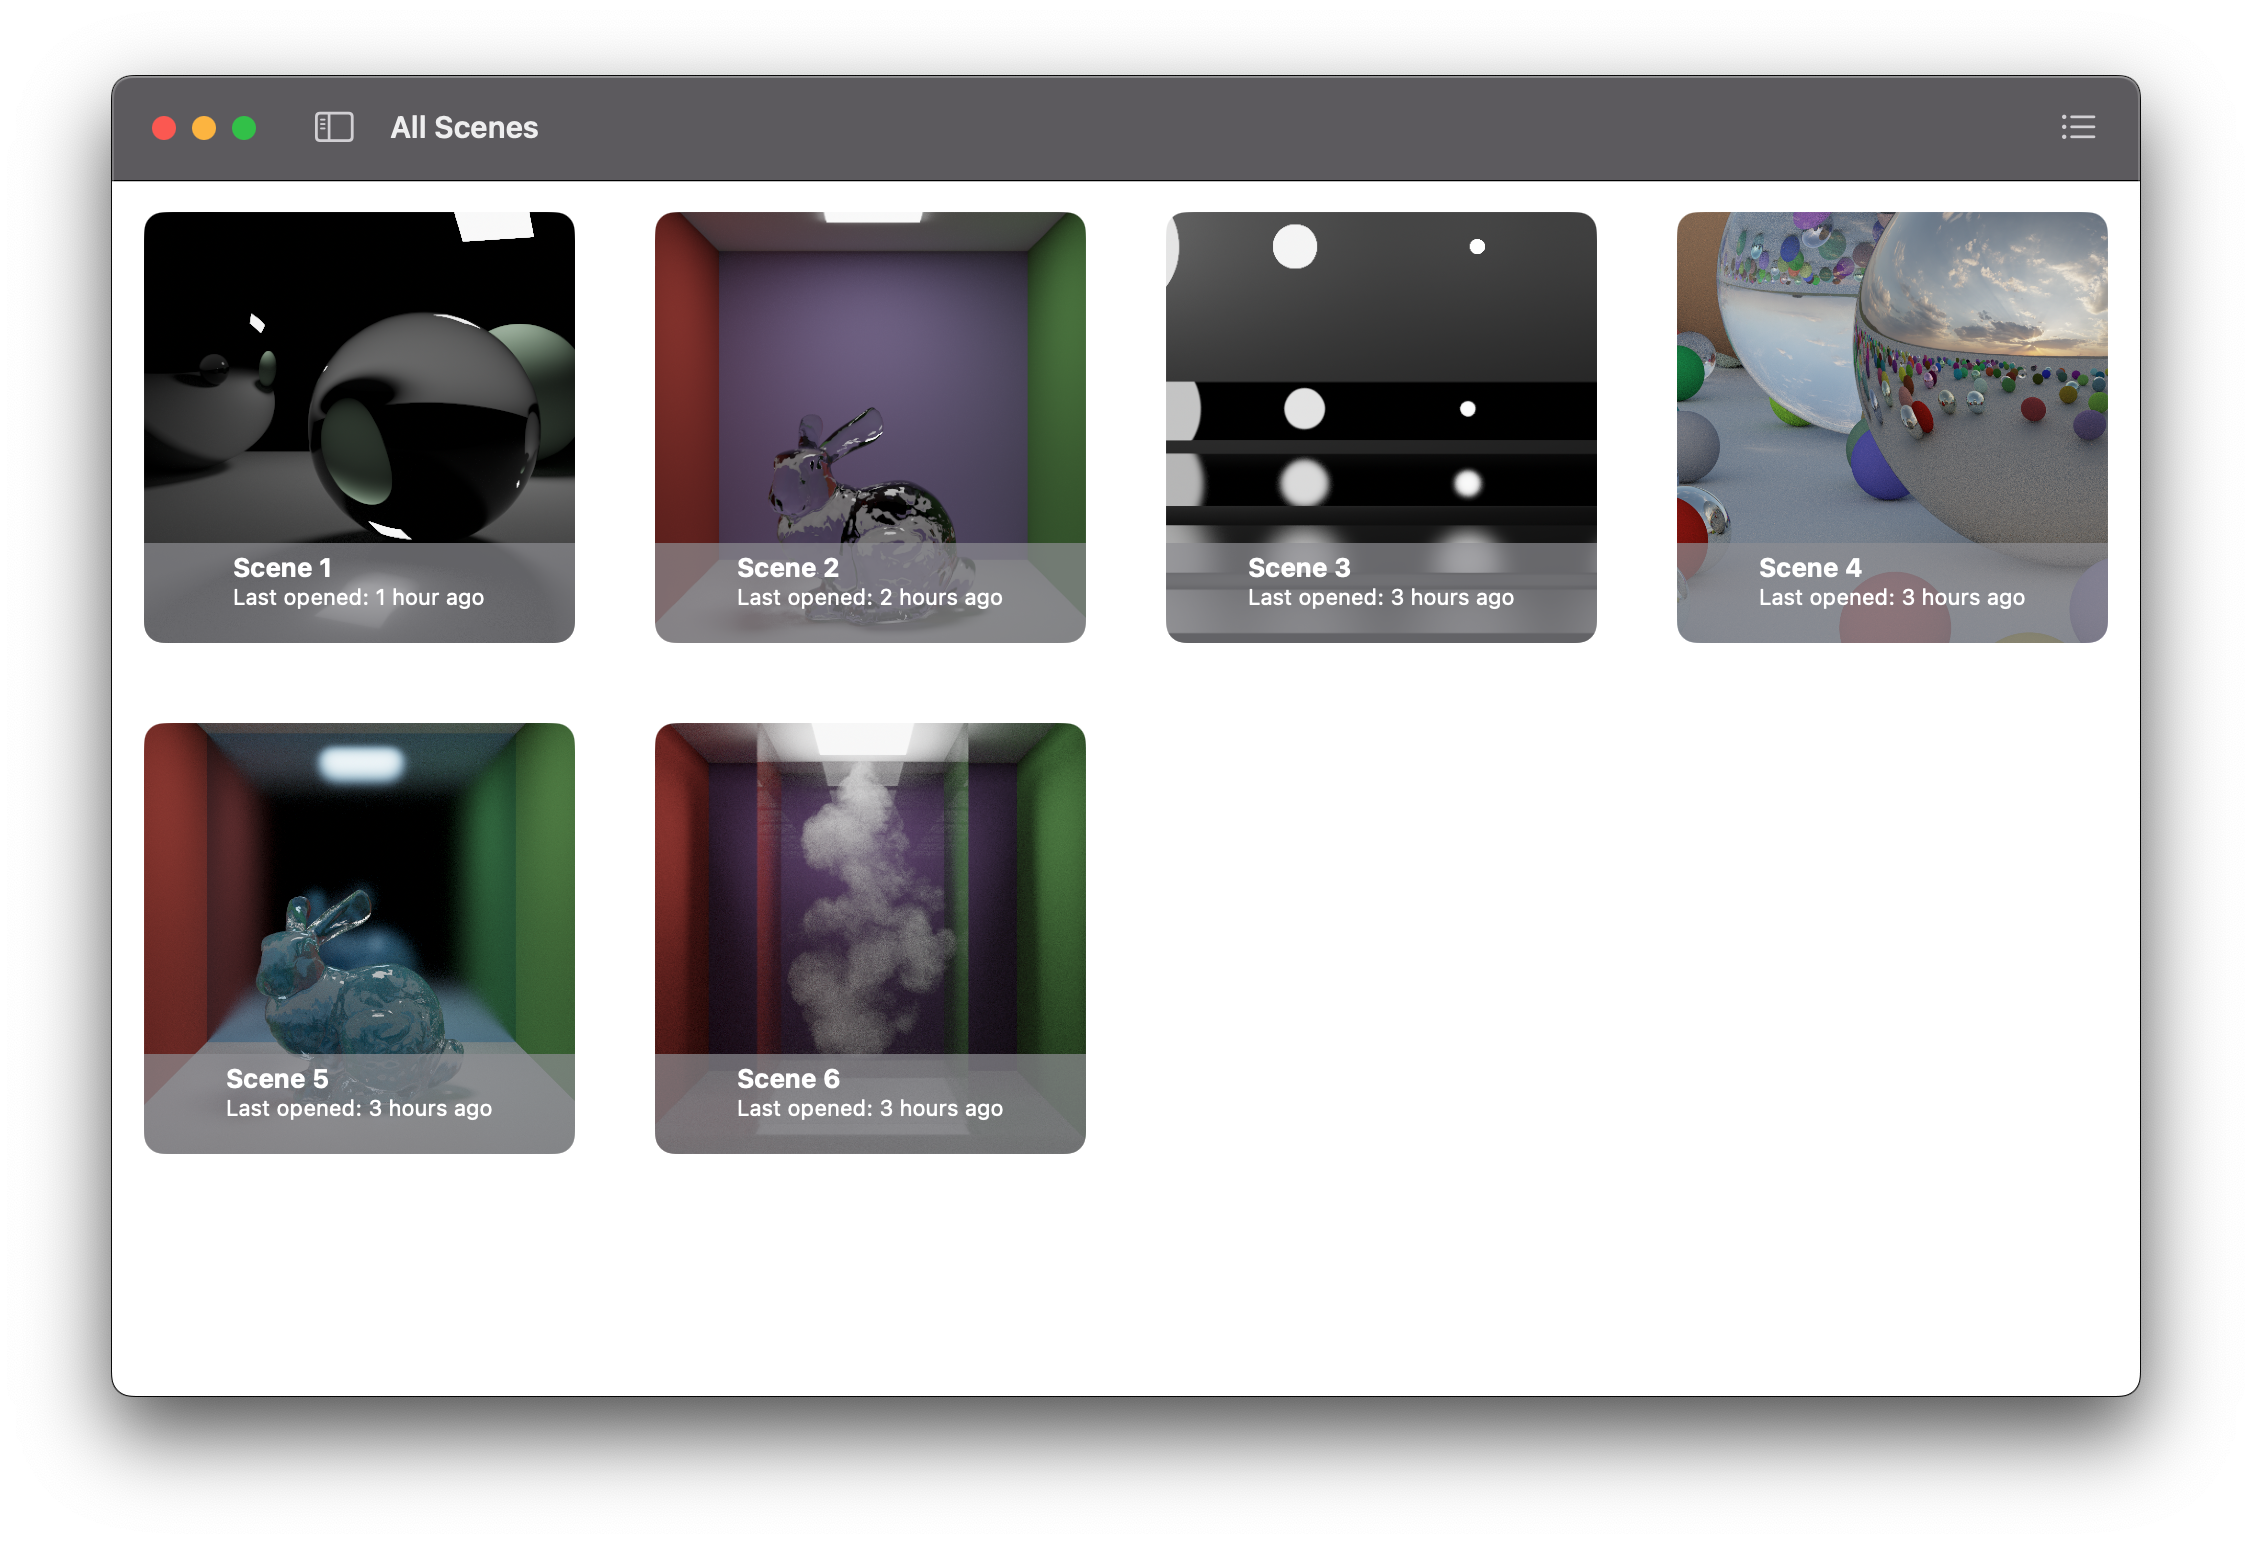 All Scenes
Scene 1
Last opened: 1 hour ago
Scene 2
Last opened: 2 hours ago
Scene 3
Last opened: 3 hours ago
Scene 4
Last opened: 3 hours ago
Scene 5
Last opened: 3 hours ago
Scene 6
Last opened: 3 hours ago